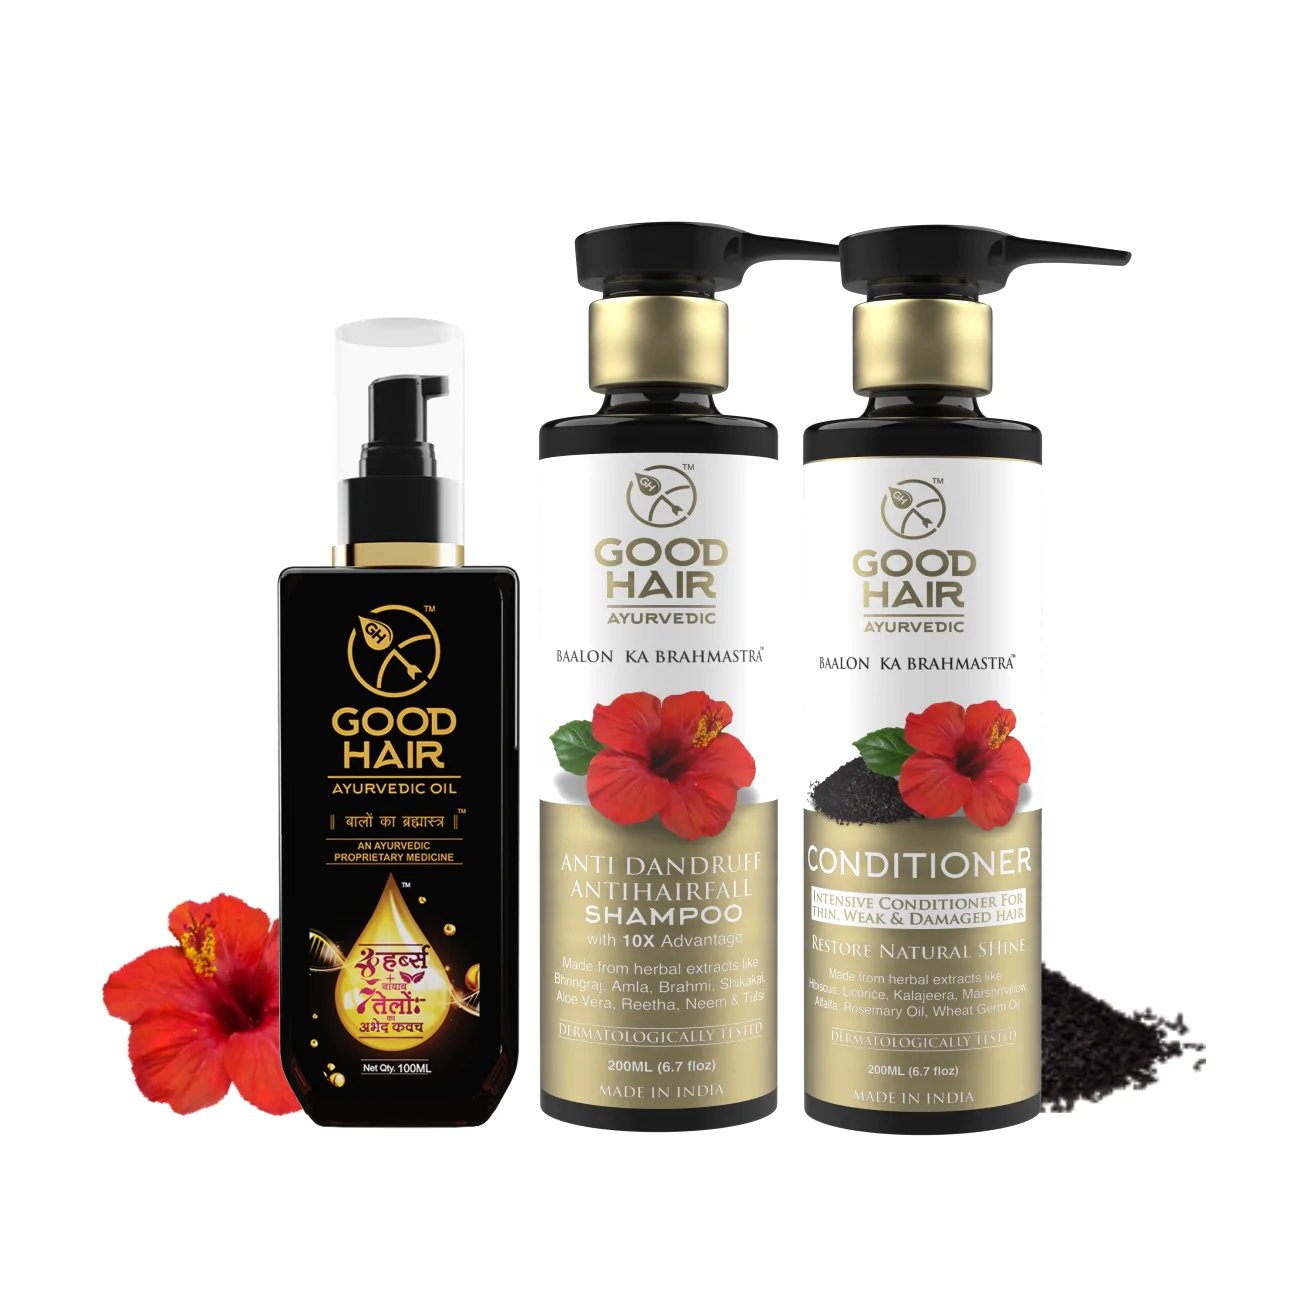 GH
TM
GOOD
HAIR
AYURVEDIC OIL
॥ बालों का ब्रह्मास्त्र ॥ TM
AN AYURVEDIC
PROPRIETARY MEDICINE
TM
हर्ब्स
+
नायाब
7 तेलों
का
अभेद कवच
Net Qty. 100ML
GH
TM
GOOD
HAIR
AYURVEDIC
BAALON KA BRAHMASTRA™
ANTI DANDRUFF
ANTIHAIRFALL
SHAMPOO
with 10X Advantage
Made from herbal extracts like
Bhringraj, Amla, Brahmi, Shikakai,
Aloe Vera, Reetha, Neem & Tulsi
DERMATOLOGICALLY TESTED
200ML (6.7 floz)
MADE IN INDIA
GH
TM
GOOD
HAIR
AYURVEDIC
BAALON KA BRAHMASTRA™
CONDITIONER
INTENSIVE CONDITIONER FOR
THIN, WEAK & DAMAGED HAIR
RESTORE NATURAL SHINE
Made from herbal extracts like
Hibiscus, Licorice, Kalajeera, Marshmallow,
Alfalfa, Rosemary Oil, Wheat Germ Oil
DERMATOLOGICALLY TESTED
200ML (6.7 floz)
MADE IN INDIA